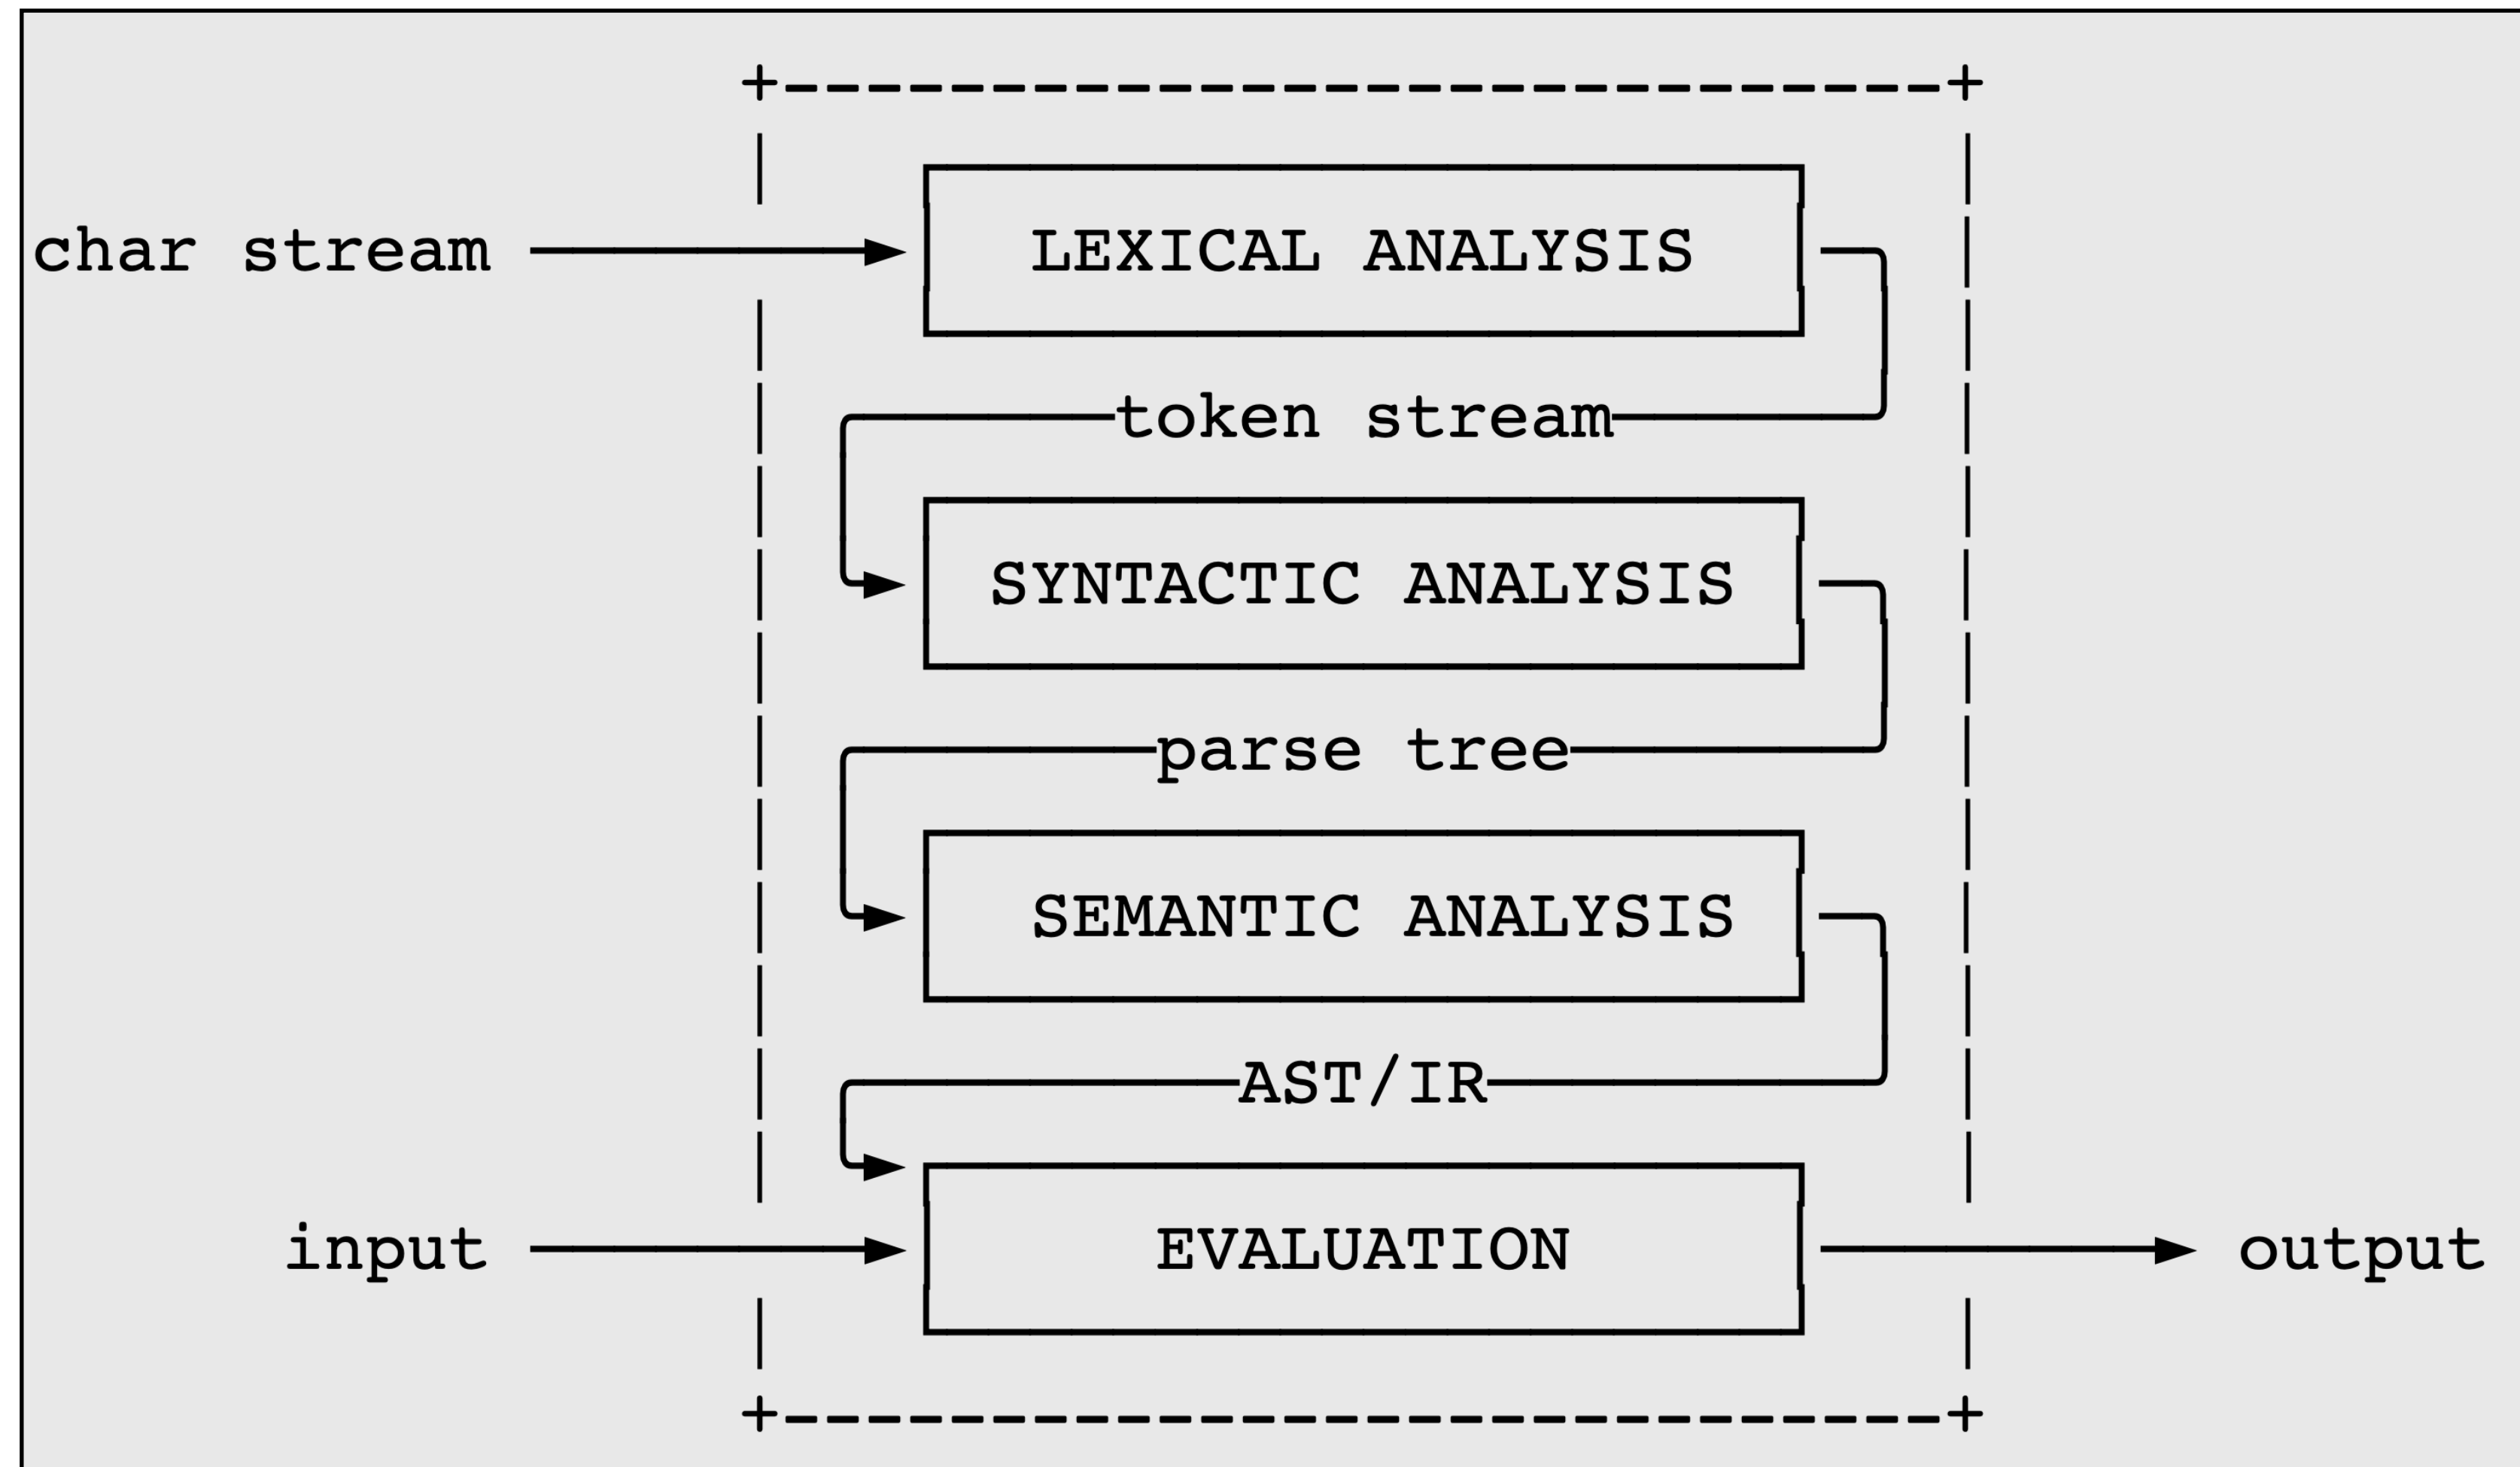 char stream
LEXICAL ANALYSIS
token stream
SYNTACTIC ANALYSIS
parse tree
SEMANTIC ANALYSIS
AST/IR
input
EVALUATION
output